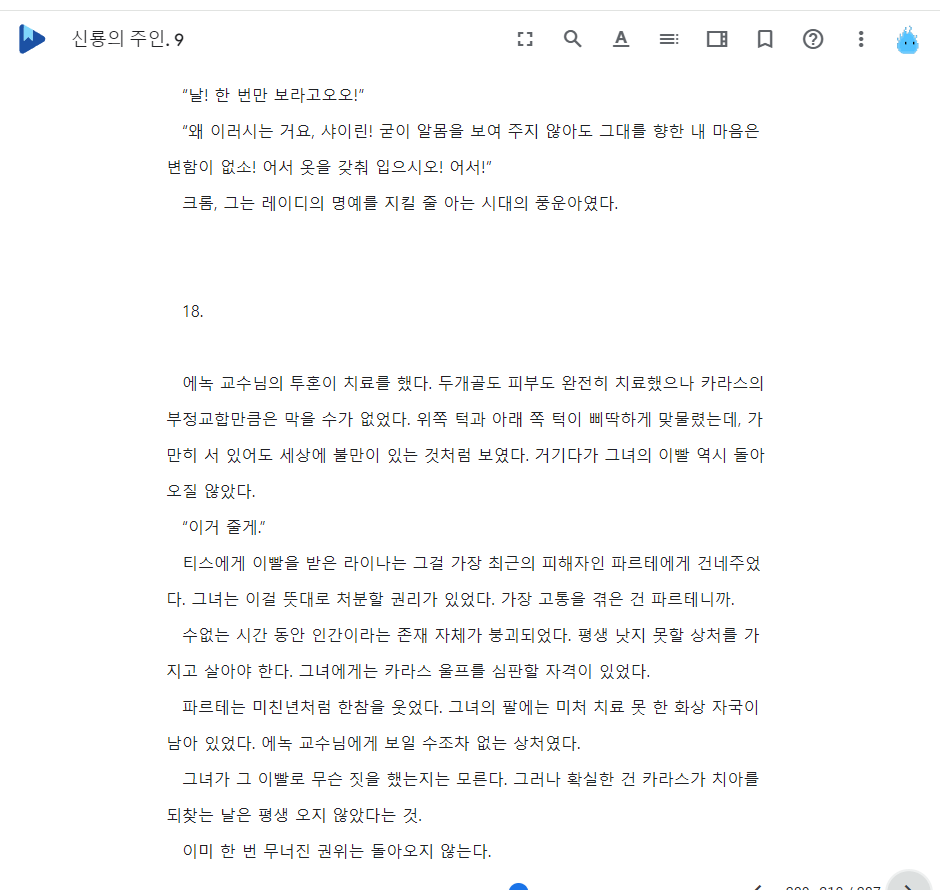 신룡의 주인. 9
“날! 한 번만 보라고오오!”
“왜 이러시는 거요, 샤이린! 굳이 알몸을 보여 주지 않아도 그대를 향한 내 마음은
변함이 없소! 어서 옷을 갖춰 입으시오! 어서!”
크롬, 그는 레이디의 명예를 지킬 줄 아는 시대의 풍운아였다.
18.
에녹 교수님의 투혼이 치료를 했다. 두개골도 피부도 완전히 치료했으나 카라스의
부정교합만큼은 막을 수가 없었다. 위쪽 턱과 아래 쪽 턱이 삐딱하게 맞물렸는데, 가
만히 서 있어도 세상에 불만이 있는 것처럼 보였다. 거기다가 그녀의 이빨 역시 돌아
오질 않았다.
“이거 줄게.”
티스에게 이빨을 받은 라이나는 그걸 가장 최근의 피해자인 파르테에게 건네주었
다. 그녀는 이걸 뜻대로 처분할 권리가 있었다. 가장 고통을 겪은 건 파르테니까.
수없는 시간 동안 인간이라는 존재 자체가 붕괴되었다. 평생 낫지 못할 상처를 가
지고 살아야 한다. 그녀에게는 카라스 울프를 심판할 자격이 있었다.
파르테는 미친년처럼 한참을 웃었다. 그녀의 팔에는 미처 치료 못 한 화상 자국이
남아 있었다. 에녹 교수님에게 보일 수조차 없는 상처였다.
그녀가 그 이빨로 무슨 짓을 했는지는 모른다. 그러나 확실한 건 카라스가 치아를
되찾는 날은 평생 오지 않았다는 것.
이미 한 번 무너진 권위는 돌아오지 않는다.